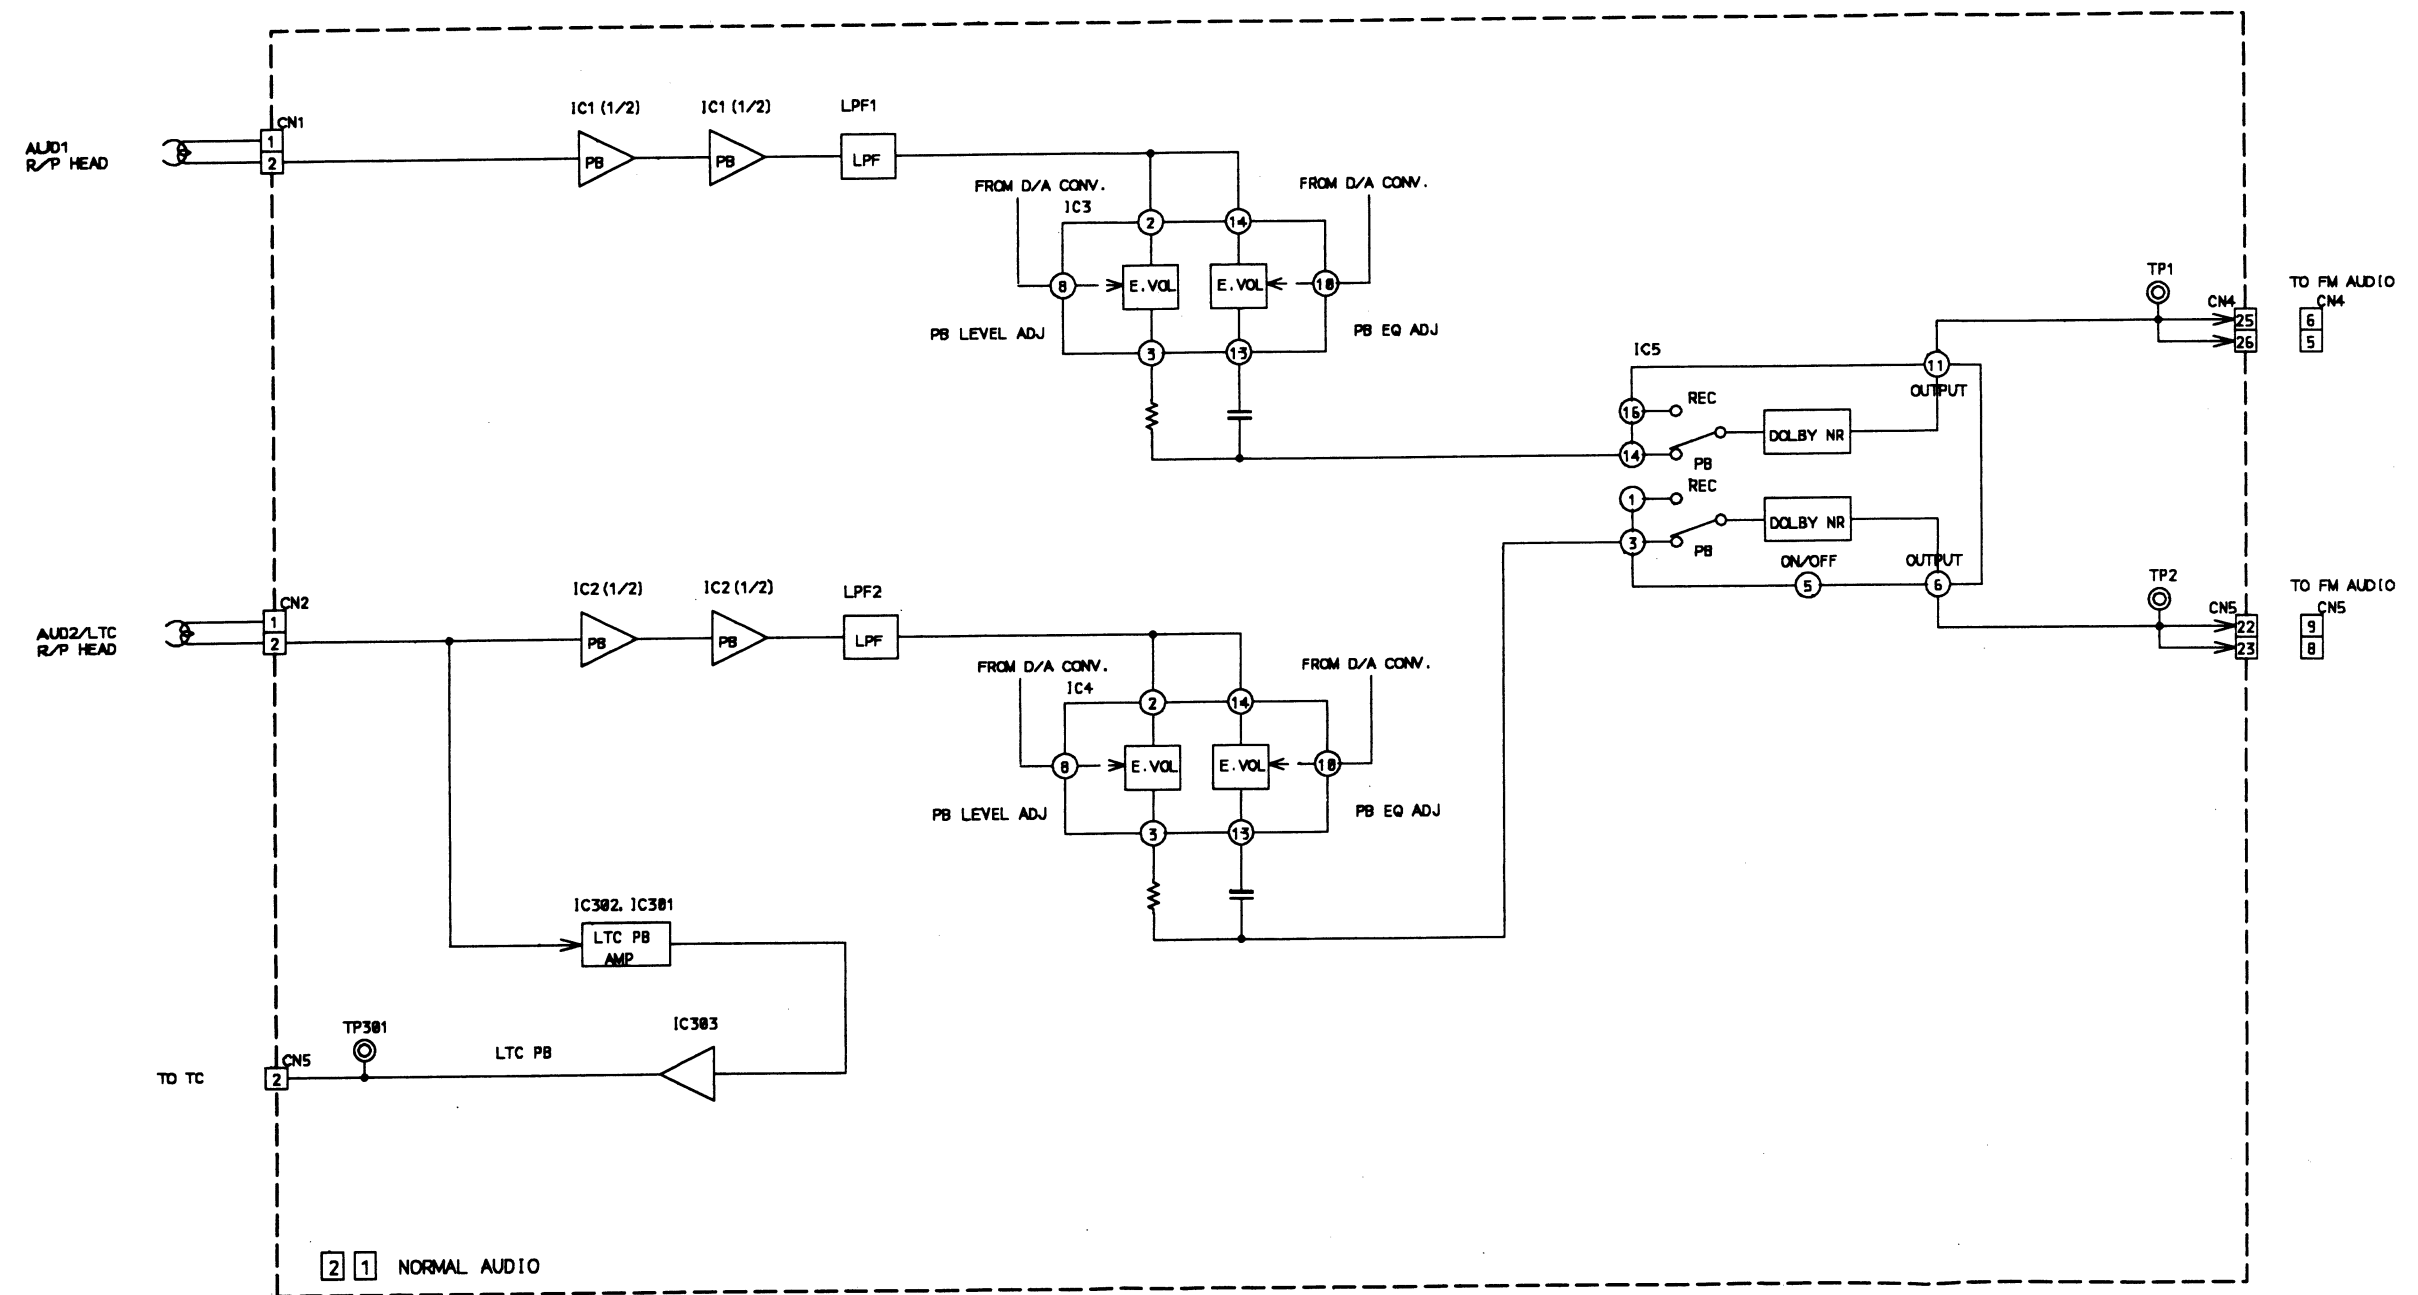 IC1 (1/2)
IC1 (1/2)
LPF1
CN1
1
2
AUD1
R/P HEAD
PB
PB
LPF
FROM D/A CONV.
FROM D/A CONV.
IC3
2
14
8
E.VOL
E.VOL
10
PB LEVEL ADJ
PB EQ ADJ
3
13
TP1
TO FM AUDIO
CN4
CN4
25
6
26
5
IC5
11
OUTPUT
16
REC
DOLBY NR
14
PB
1
REC
DOLBY NR
3
PB
ON/OFF
OUTPUT
5
6
TP2
TO FM AUDIO
CN5
CN5
22
9
23
8
IC2 (1/2)
IC2 (1/2)
LPF2
CN2
1
2
AUD2/LTC
R/P HEAD
PB
PB
LPF
FROM D/A CONV.
FROM D/A CONV.
IC4
2
14
8
E.VOL
E.VOL
10
PB LEVEL ADJ
PB EQ ADJ
3
13
IC302, IC301
LTC PB
AMP
TP301
IC303
LTC PB
CN5
TO TC
2
2 1 NORMAL AUDIO